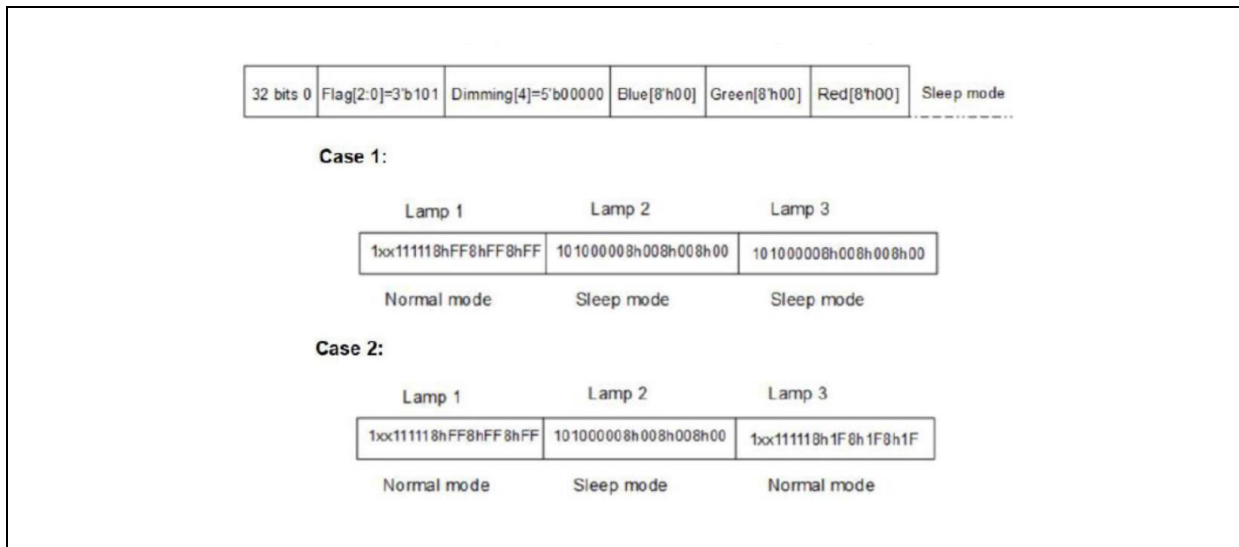 32 bits 0 Flag[2:0]=3'b101 Dimming[4]=5'b00000 Blue[8'h00] Green[8'h00] Red[8'h00] Sleep mode
Case 1:
Lamp 1 Lamp 2 Lamp 3
1xx111118hFF8hFF8hFF 101000008h008h008h00 101000008h008h008h00
Normal mode Sleep mode Sleep mode
Case 2:
Lamp 1 Lamp 2 Lamp 3
1xx111118hFF8hFF8hFF 101000008h008h008h00 1xx111118h1F8h1F8h1F
Normal mode Sleep mode Normal mode